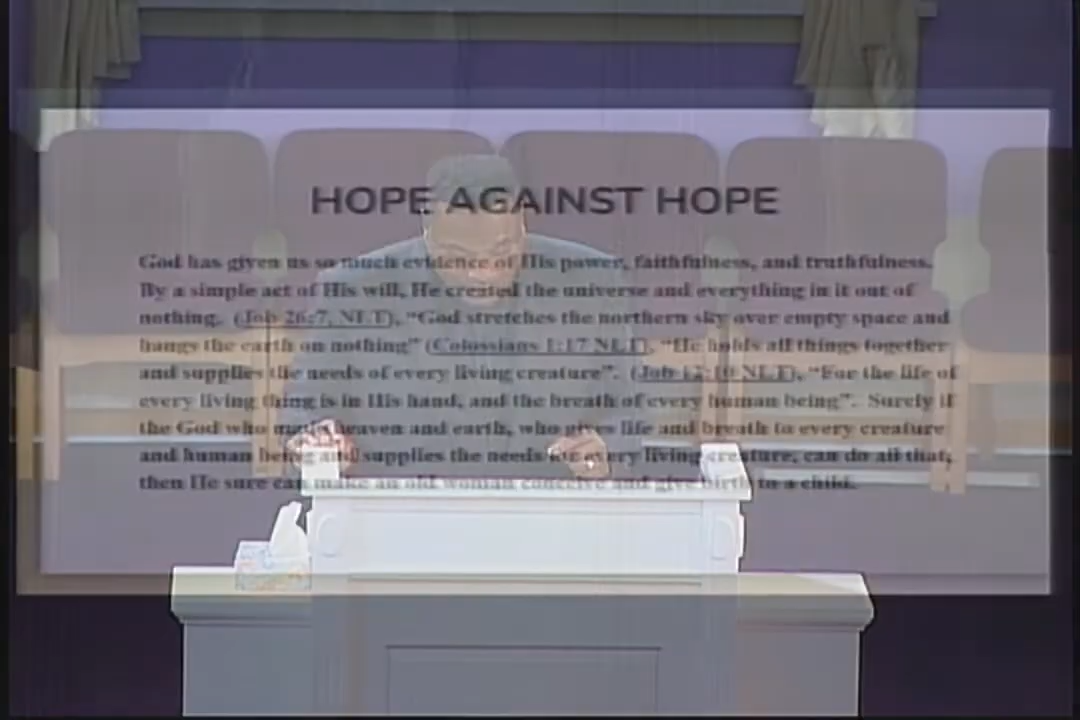 HOPE AGAINST HOPE
God has given us so much evidence of His power, faithfulness, and truthfulness.
By a simple act of His will, He created the universe and everything in it out of
nothing. (Job 26:7, NLT), “God stretches the northern sky over empty space and
hangs the earth on nothing” (Colossians 1:17 NLT), “He holds all things together
and supplies the needs of every living creature”. (Job 12:10 NLT), “For the life of
every living thing is in His hand, and the breath of every human being”. Surely if
the God who made heaven and earth, who gives life and breath to every creature
and human being and supplies the needs for every living creature, can do all that,
then He sure can make an old woman conceive and give birth to a child.